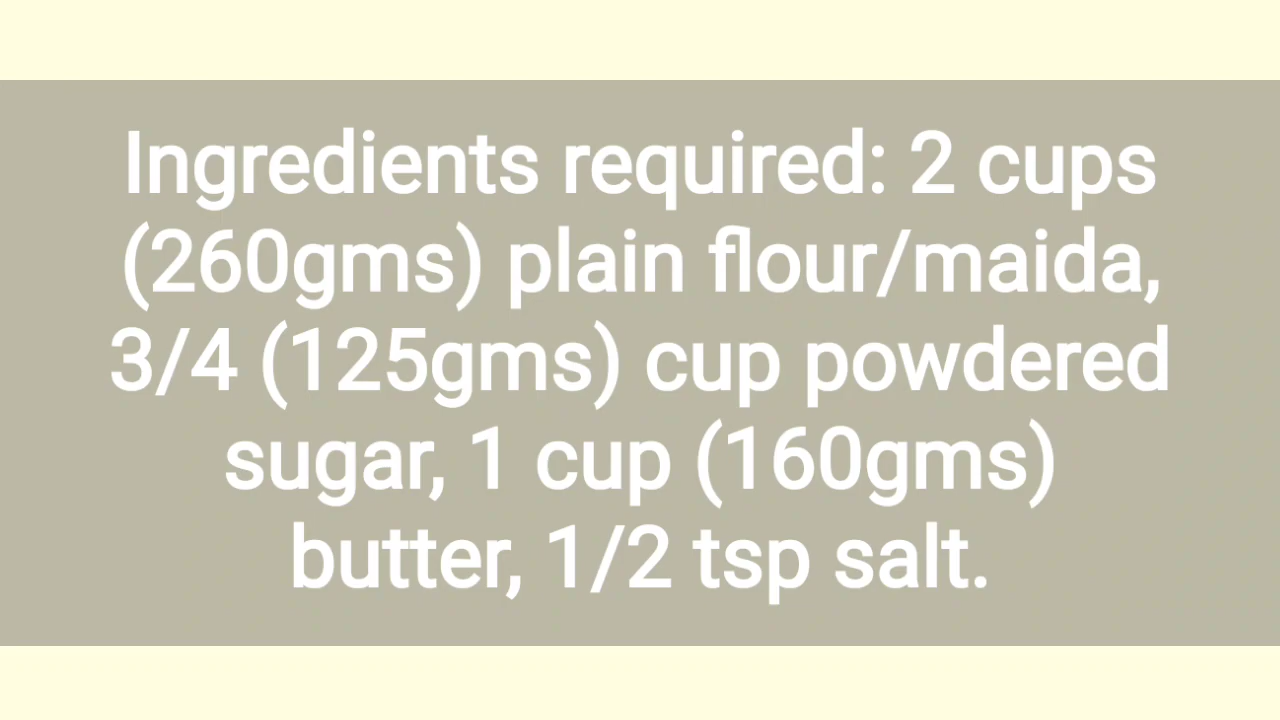 Ingredients required: 2 cups
(260gms) plain flour/maida,
3/4 (125gms) cup powdered
sugar, 1 cup (160gms)
butter, 1/2 tsp salt.